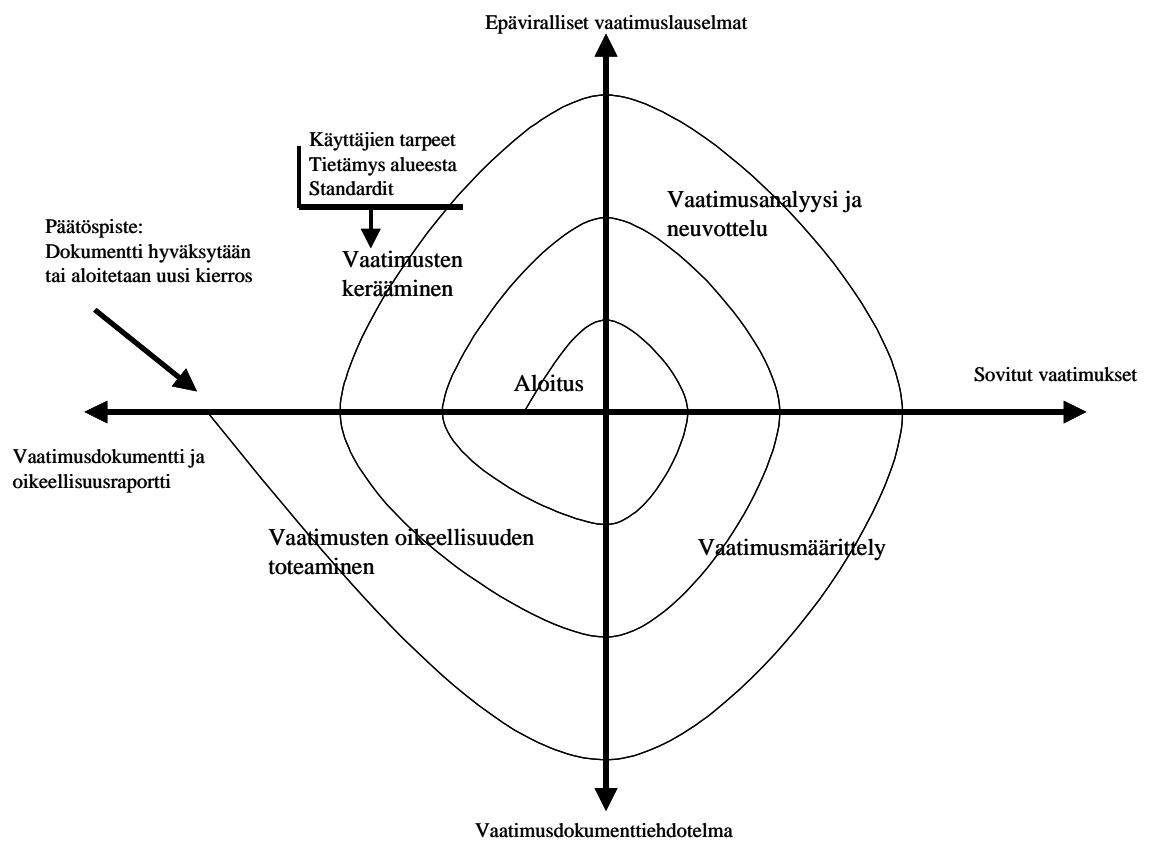 Epäviralliset vaatimuslauselmat
Käyttäjien tarpeet
Tietämys alueesta
Standardit
Vaatimusanalyysi ja
neuvottelu
Päätöspiste:
Dokumentti hyväksytään
tai aloitetaan uusi kierros
Vaatimusten
kerääminen
Aloitus
Sovitut vaatimukset
Vaatimusdokumentti ja
oikeellisuusraportti
Vaatimusten oikeellisuuden
toteaminen
Vaatimusmäärittely
Vaatimusdokumenttiehdotelma